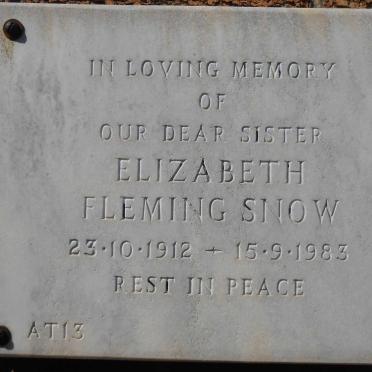 IN LOVING MEMORY
OF
OUR DEAR SISTER
ELIZABETH
FLEMING SNOW
23·10·1912 + 15·9·1983
REST IN PEACE
AT13